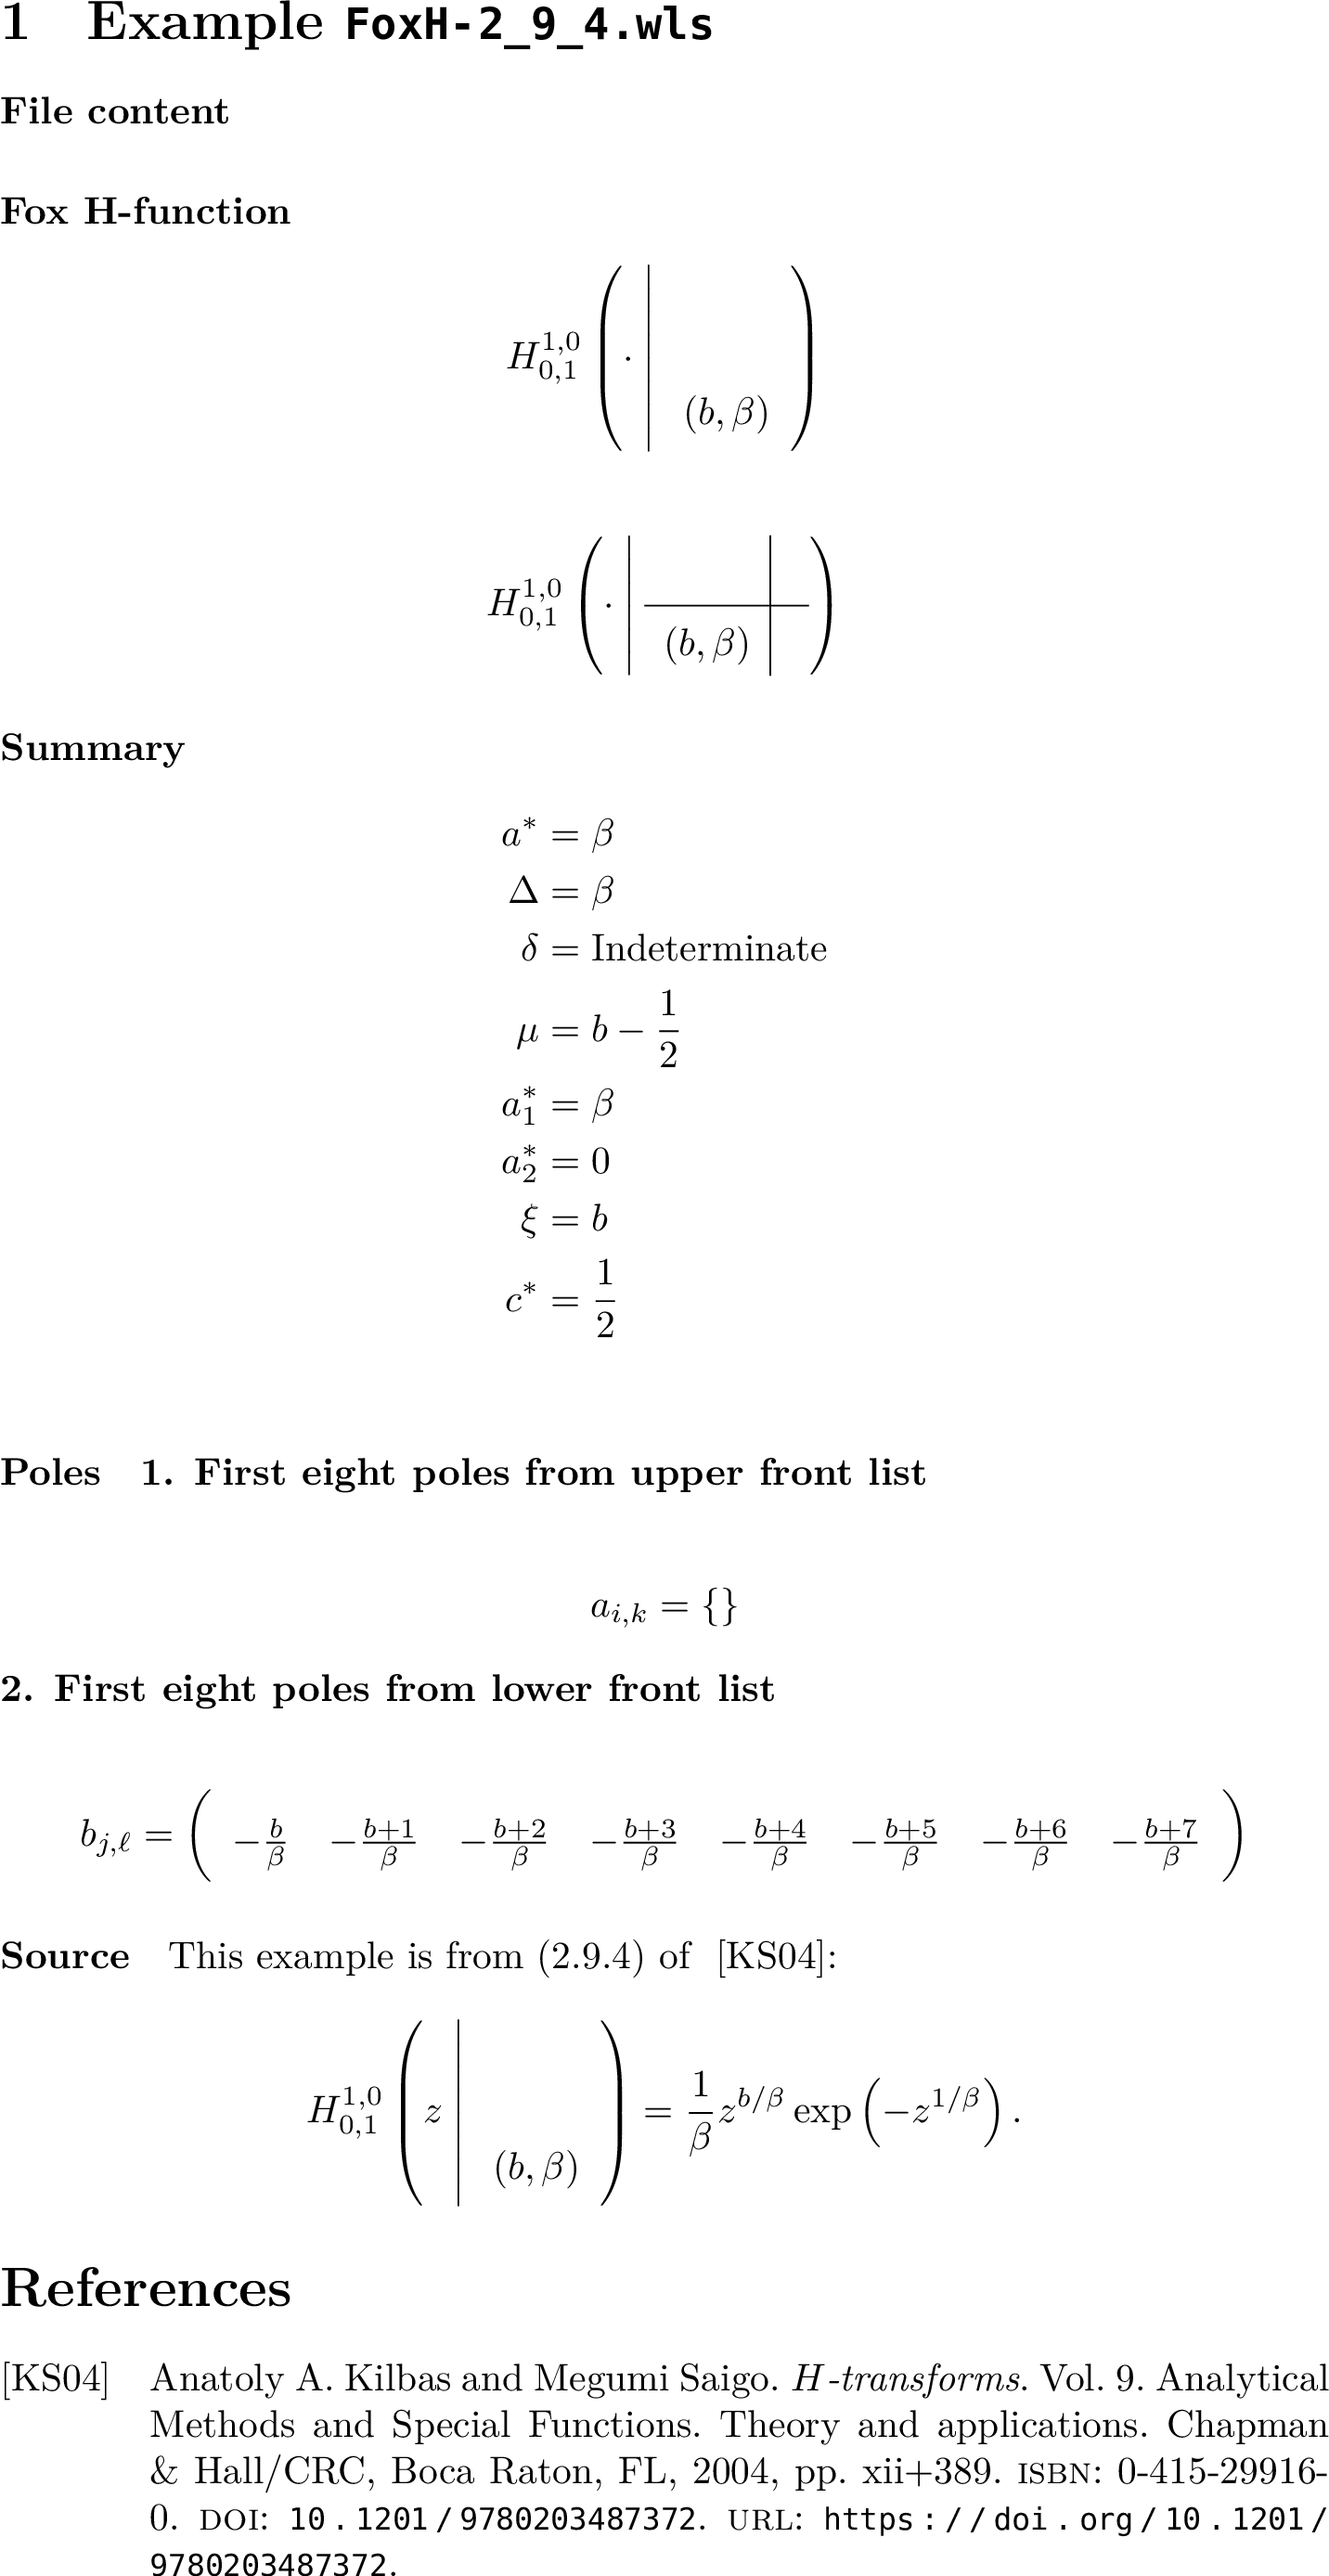 1 Example FoxH-2_9_4.wls
File content
Fox H-function
$H^{1,0}_{0,1}\left(\cdot\,\middle|\begin{array}{c} \\ (b,\beta)\end{array}\right)$
$H^{1,0}_{0,1}\left(\cdot\,\middle|\begin{array}{c|c} & \\ \hline (b,\beta) & \end{array}\right)$
Summary
$a^* = \beta$
$\Delta = \beta$
$\delta = \text{Indeterminate}$
$\mu = b - \frac{1}{2}$
$a_1^* = \beta$
$a_2^* = 0$
$\xi = b$
$c^* = \frac{1}{2}$
Poles 1. First eight poles from upper front list
$a_{i,k} = \{\}$
2. First eight poles from lower front list
$b_{j,\ell} = \left(\begin{array}{cccccccc} -\frac{b}{\beta} & -\frac{b+1}{\beta} & -\frac{b+2}{\beta} & -\frac{b+3}{\beta} & -\frac{b+4}{\beta} & -\frac{b+5}{\beta} & -\frac{b+6}{\beta} & -\frac{b+7}{\beta} \end{array}\right)$
Source This example is from (2.9.4) of [KS04]:
$H^{1,0}_{0,1}\left(z\,\middle|\begin{array}{c} \\ (b,\beta)\end{array}\right) = \frac{1}{\beta} z^{b/\beta} \exp\left(-z^{1/\beta}\right).$
References
[KS04] Anatoly A. Kilbas and Megumi Saigo. H-transforms. Vol. 9. Analytical
Methods and Special Functions. Theory and applications. Chapman
& Hall/CRC, Boca Raton, FL, 2004, pp. xii+389. ISBN: 0-415-29916-
0. DOI: 10.1201/9780203487372. URL: https://doi.org/10.1201/
9780203487372.